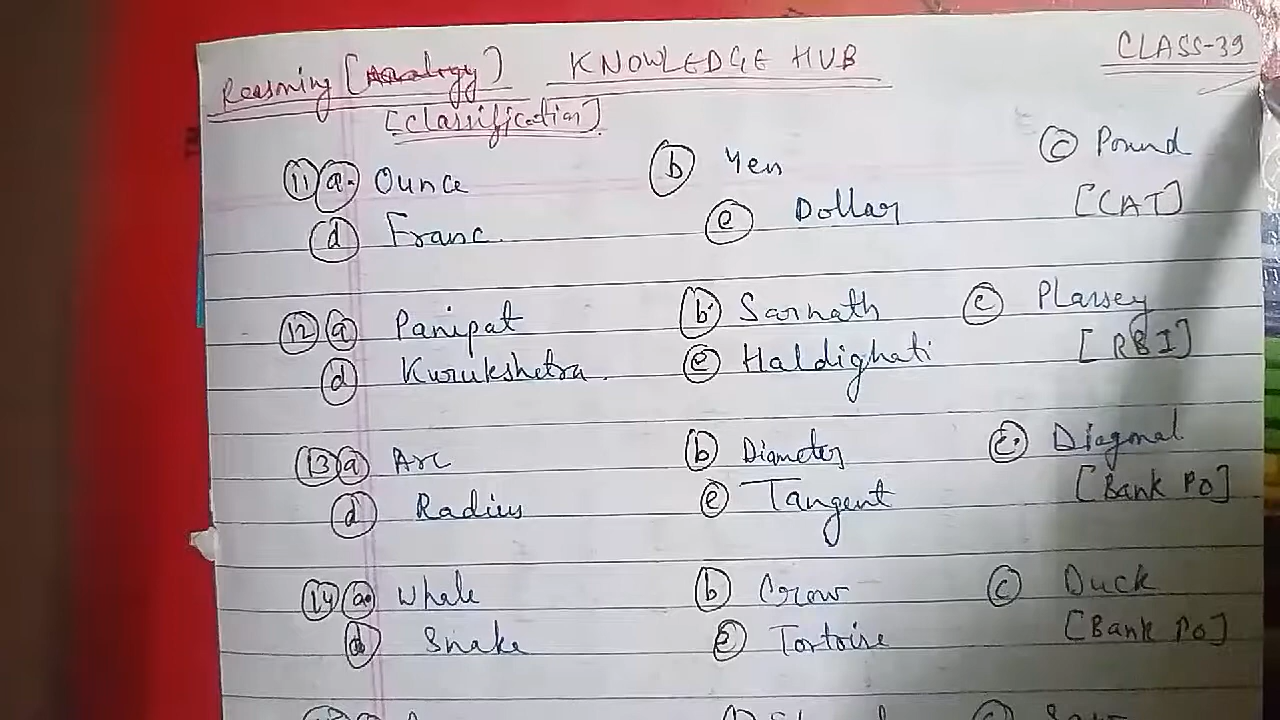 Reasoning [Analogy] KNOWLEDGE HUB CLASS-39
[Classification]
11 a. Ounce b Yen c Pound
d Franc. e Dollar [CAT]
12 a Panipat b Sarnath c Plassey
d Kurukshetra. e Haldighati [RBI]
13 a Arc b Diameter c Diagonal
d Radius e Tangent [Bank PO]
14 a Whale b Crow c Duck
d Snake e Tortoise [Bank PO]